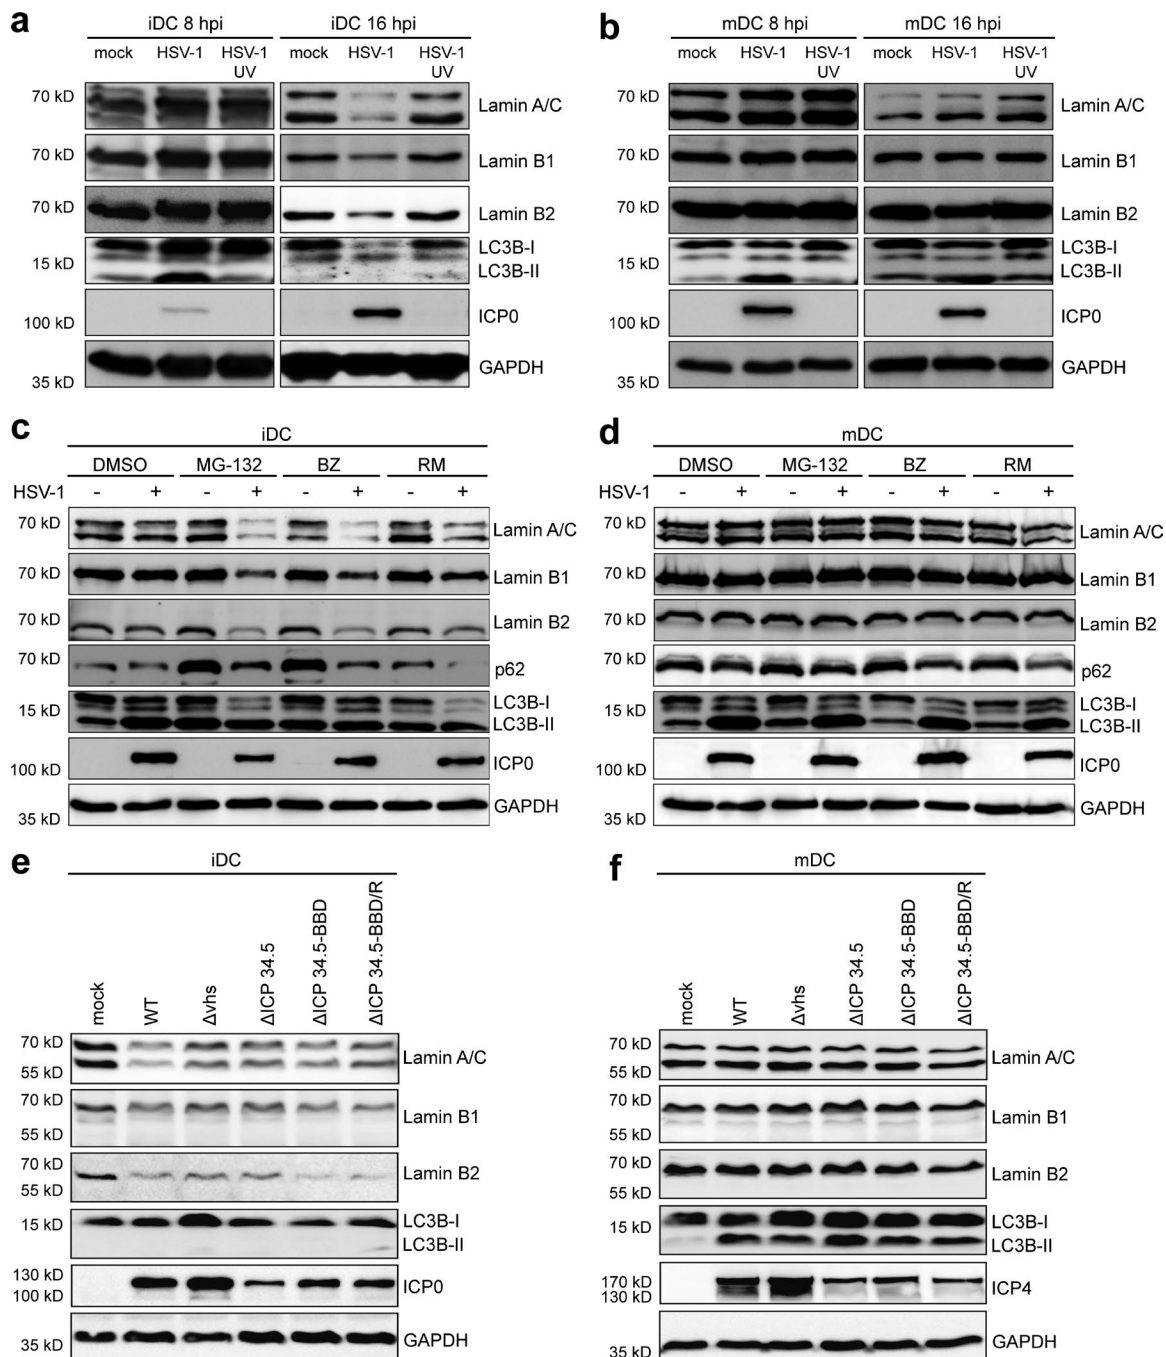 a
iDC 8 hpi
iDC 16 hpi
mock HSV-1 HSV-1 UV mock HSV-1 HSV-1 UV
70 kD Lamin A/C
70 kD Lamin B1
70 kD Lamin B2
LC3B-I
15 kD
LC3B-II
100 kD ICP0
35 kD GAPDH
b
mDC 8 hpi
mDC 16 hpi
mock HSV-1 HSV-1 UV mock HSV-1 HSV-1 UV
70 kD Lamin A/C
70 kD Lamin B1
70 kD Lamin B2
LC3B-I
15 kD
LC3B-II
100 kD ICP0
35 kD GAPDH
c
iDC
DMSO MG-132 BZ RM
HSV-1 - + - + - + - +
70 kD Lamin A/C
70 kD Lamin B1
70 kD Lamin B2
70 kD p62
LC3B-I
15 kD
LC3B-II
100 kD ICP0
35 kD GAPDH
d
mDC
DMSO MG-132 BZ RM
HSV-1 - + - + - + - +
70 kD Lamin A/C
70 kD Lamin B1
70 kD Lamin B2
70 kD p62
LC3B-I
15 kD
LC3B-II
100 kD ICP0
35 kD GAPDH
e
iDC
mock WT Δvhs ΔICP 34.5 ΔICP 34.5-BBD ΔICP 34.5-BBD/R
70 kD
Lamin A/C
55 kD
70 kD
Lamin B1
55 kD
70 kD
Lamin B2
55 kD
15 kD LC3B-I
LC3B-II
130 kD
ICP0
100 kD
35 kD GAPDH
f
mDC
mock WT Δvhs ΔICP 34.5 ΔICP 34.5-BBD ΔICP 34.5-BBD/R
70 kD
Lamin A/C
55 kD
70 kD
Lamin B1
55 kD
70 kD
Lamin B2
55 kD
15 kD LC3B-I
LC3B-II
170 kD
ICP4
130 kD
35 kD GAPDH